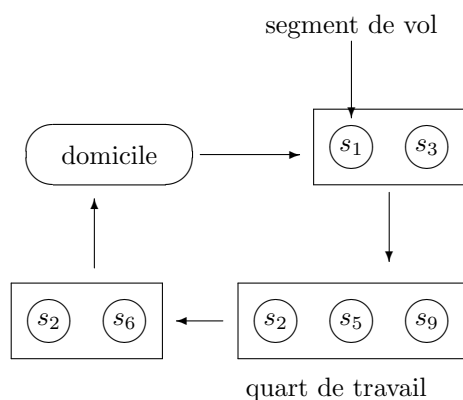 segment de vol
domicile
s₁ s₃
s₂ s₆ s₂ s₅ s₉
quart de travail